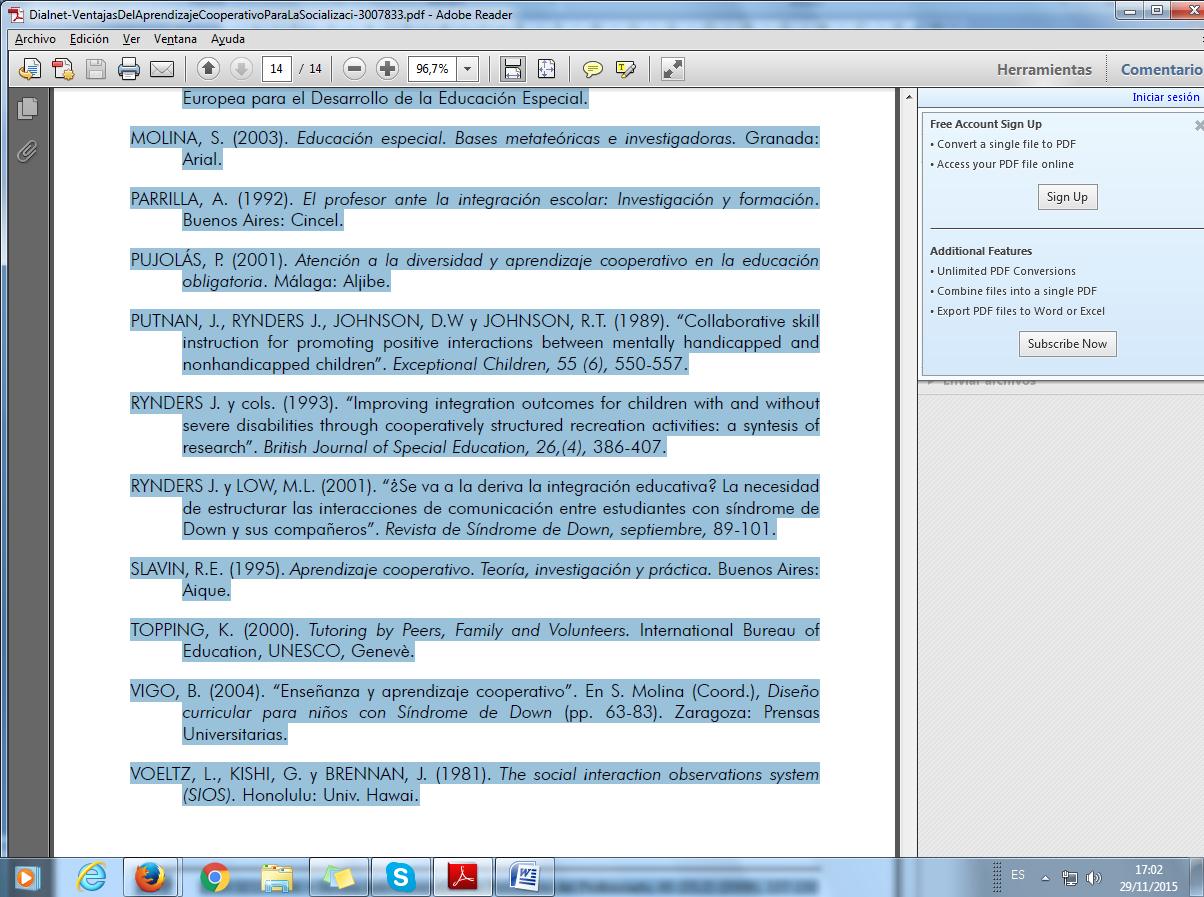 Dialnet-VentajasDelAprendizajeCooperativoParaLaSocializaci-3007833.pdf - Adobe Reader
Archivo Edición Ver Ventana Ayuda
14 / 14 96,7% Herramientas Comentario
Iniciar sesión
Free Account Sign Up
• Convert a single file to PDF
• Access your PDF file online
Sign Up
Additional Features
• Unlimited PDF Conversions
• Combine files into a single PDF
• Export PDF files to Word or Excel
Subscribe Now
Enviar archivos
Europea para el Desarrollo de la Educación Especial.
MOLINA, S. (2003). Educación especial. Bases metateóricas e investigadoras. Granada:
Arial.
PARRILLA, A. (1992). El profesor ante la integración escolar: Investigación y formación.
Buenos Aires: Cincel.
PUJOLÁS, P. (2001). Atención a la diversidad y aprendizaje cooperativo en la educación
obligatoria. Málaga: Aljibe.
PUTNAN, J., RYNDERS J., JOHNSON, D.W y JOHNSON, R.T. (1989). “Collaborative skill
instruction for promoting positive interactions between mentally handicapped and
nonhandicapped children”. Exceptional Children, 55 (6), 550-557.
RYNDERS J. y cols. (1993). “Improving integration outcomes for children with and without
severe disabilities through cooperatively structured recreation activities: a syntesis of
research”. British Journal of Special Education, 26,(4), 386-407.
RYNDERS J. y LOW, M.L. (2001). “¿Se va a la deriva la integración educativa? La necesidad
de estructurar las interacciones de comunicación entre estudiantes con síndrome de
Down y sus compañeros”. Revista de Síndrome de Down, septiembre, 89-101.
SLAVIN, R.E. (1995). Aprendizaje cooperativo. Teoría, investigación y práctica. Buenos Aires:
Aique.
TOPPING, K. (2000). Tutoring by Peers, Family and Volunteers. International Bureau of
Education, UNESCO, Genevè.
VIGO, B. (2004). “Enseñanza y aprendizaje cooperativo”. En S. Molina (Coord.), Diseño
curricular para niños con Síndrome de Down (pp. 63-83). Zaragoza: Prensas
Universitarias.
VOELTZ, L., KISHI, G. y BRENNAN, J. (1981). The social interaction observations system
(SIOS). Honolulu: Univ. Hawai.
ES
17:02
29/11/2015